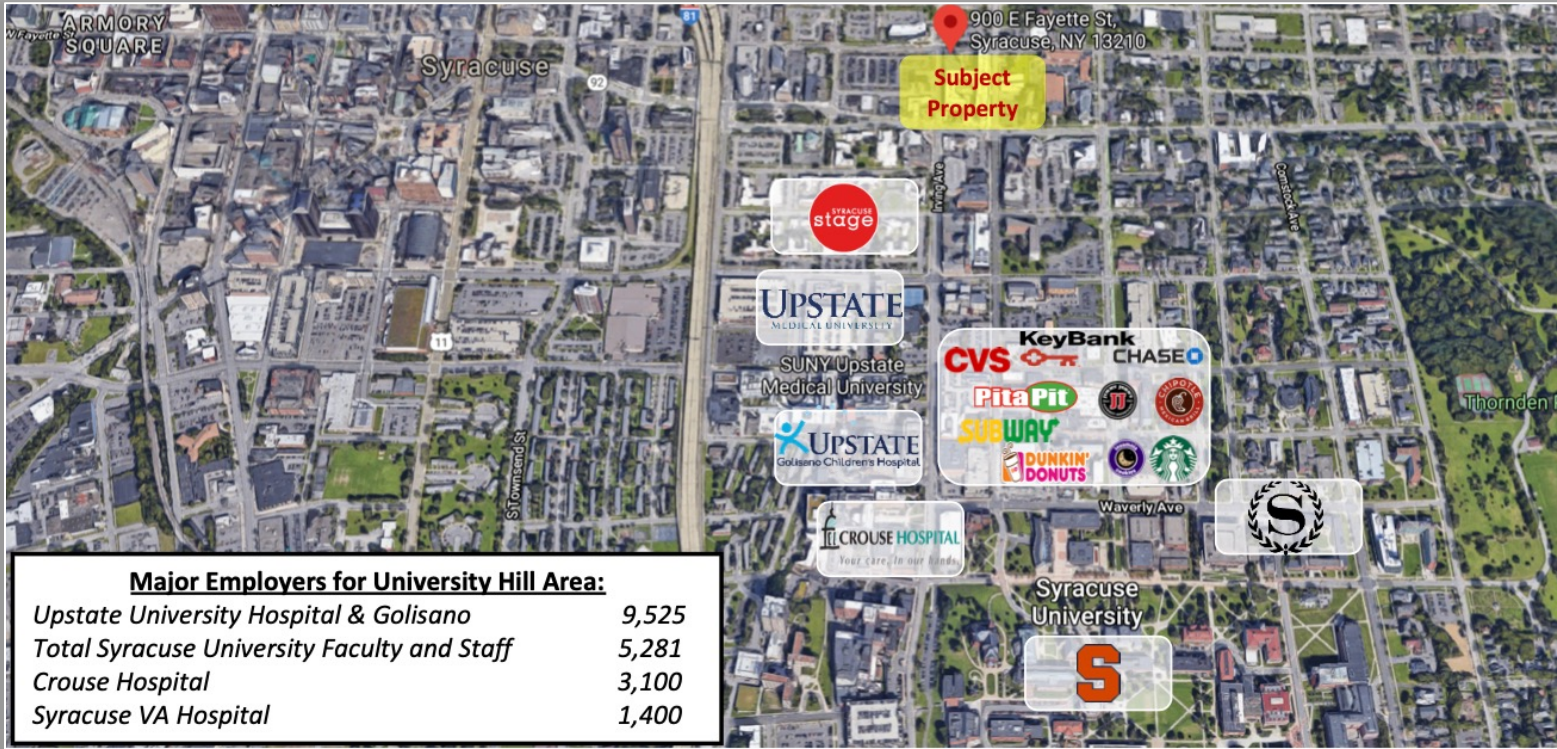 W Fayette St
ARMORY
SQUARE
Syracuse
92
81
900 E Fayette St,
Syracuse, NY 13210
Subject
Property
Irving Ave
Comstock Ave
SYRACUSE
stage
UPSTATE
MEDICAL UNIVERSITY
SUNY Upstate
Medical University
11
KeyBank
CVS
CHASE
Pita Pit
CHIPOTLE
Thornden
SUBWAY
DUNKIN'
DONUTS
UPSTATE
Golisano Children's Hospital
S Townsend St
Waverly Ave
S
CROUSE HOSPITAL
Your care. In our hands.
Syracuse
University
S
Major Employers for University Hill Area:
Upstate University Hospital & Golisano 9,525
Total Syracuse University Faculty and Staff 5,281
Crouse Hospital 3,100
Syracuse VA Hospital 1,400